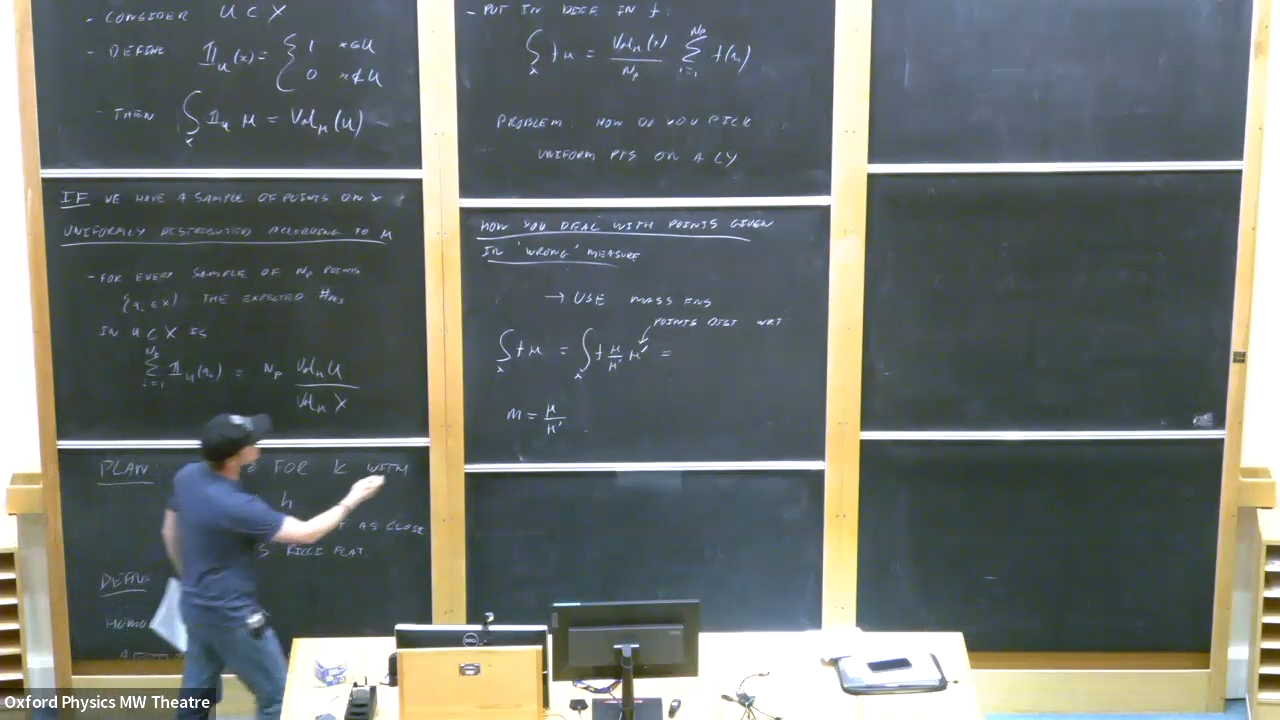 - CONSIDER U ⊂ X
- DEFINE 𝟙_U(x) = { 1 x∈U
0 x∉U
- THEN ∫_X 𝟙_U μ = Vol_μ(U)
IF WE HAVE A SAMPLE OF POINTS ON X
UNIFORMLY DISTRIBUTED ACCORDING TO μ
- FOR EVERY SAMPLE OF N_P POINTS
{q_i ∈ X} THE EXPECTED #pts
IN U ⊂ X IS
∑_{i=1}^{N_P} 𝟙_U(q_i) = N_P Vol_μ U / Vol_μ X
PLAN: FOR K WITH
h
AS CLOSE
RICCI FLAT.
- PUT IN f:
∫_X f μ = Vol_μ(X) / N_P ∑_{i=1}^{N_P} f(q_i)
PROBLEM: HOW DO YOU PICK
UNIFORM PTS ON A CY
HOW YOU DEAL WITH POINTS GIVEN
IN 'WRONG' MEASURE
→ USE MASS FNS
POINTS DIST WRT
∫_X f μ = ∫_X f μ/μ' μ' =
m = μ/μ'
DELL
Oxford Physics MW Theatre